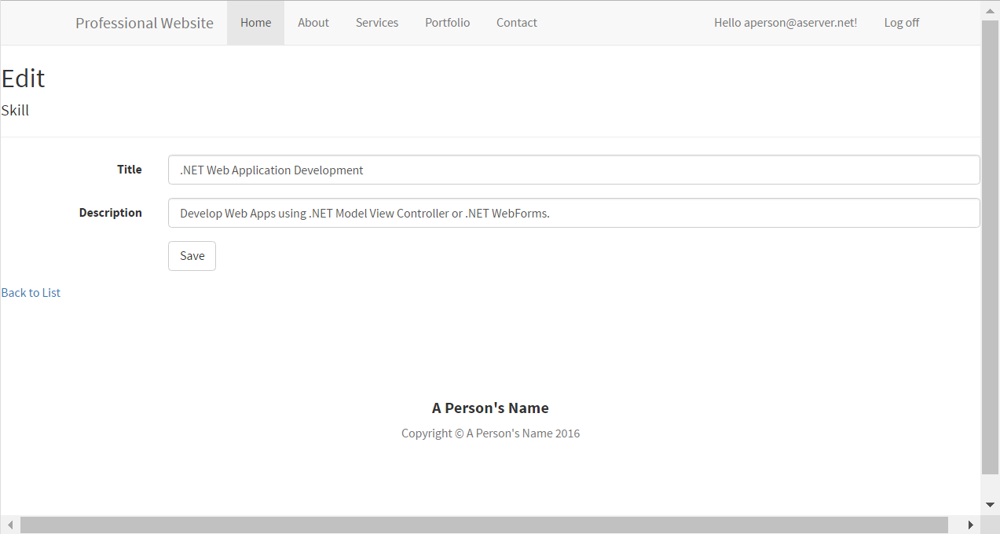 Professional Website Home About Services Portfolio Contact Hello aperson@aserver.net! Log off
Edit
Skill
Title .NET Web Application Development
Description Develop Web Apps using .NET Model View Controller or .NET WebForms.
Save
Back to List
A Person's Name
Copyright © A Person's Name 2016